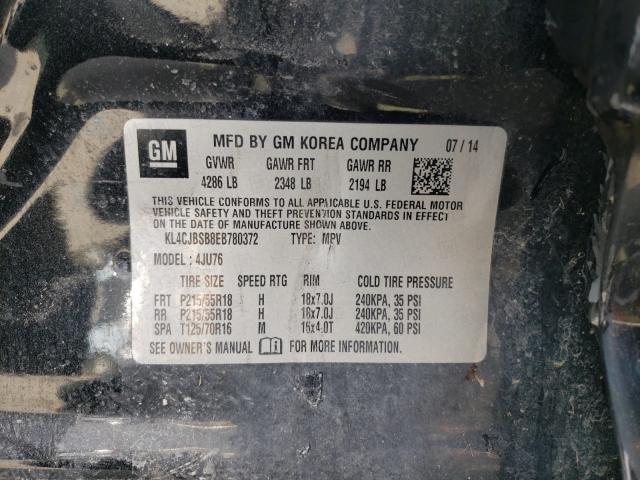 GM
MFD BY GM KOREA COMPANY 07/14
GVWR GAWR FRT GAWR RR
4286 LB 2348 LB 2194 LB
THIS VEHICLE CONFORMS TO ALL APPLICABLE U.S. FEDERAL MOTOR
VEHICLE SAFETY AND THEFT PREVENTION STANDARDS IN EFFECT
ON THE DATE OF MANUFACTURE SHOWN ABOVE.
KL4CJBSB8EB780372 TYPE: MPV
MODEL: 4JU76
TIRE SIZE SPEED RTG RIM COLD TIRE PRESSURE
FRT P215/55R18 H 18x7.0J 240KPA, 35 PSI
RR P215/55R18 H 18x7.0J 240KPA, 35 PSI
SPA T125/70R16 M 16x4.0T 420KPA, 60 PSI
SEE OWNER'S MANUAL FOR MORE INFORMATION